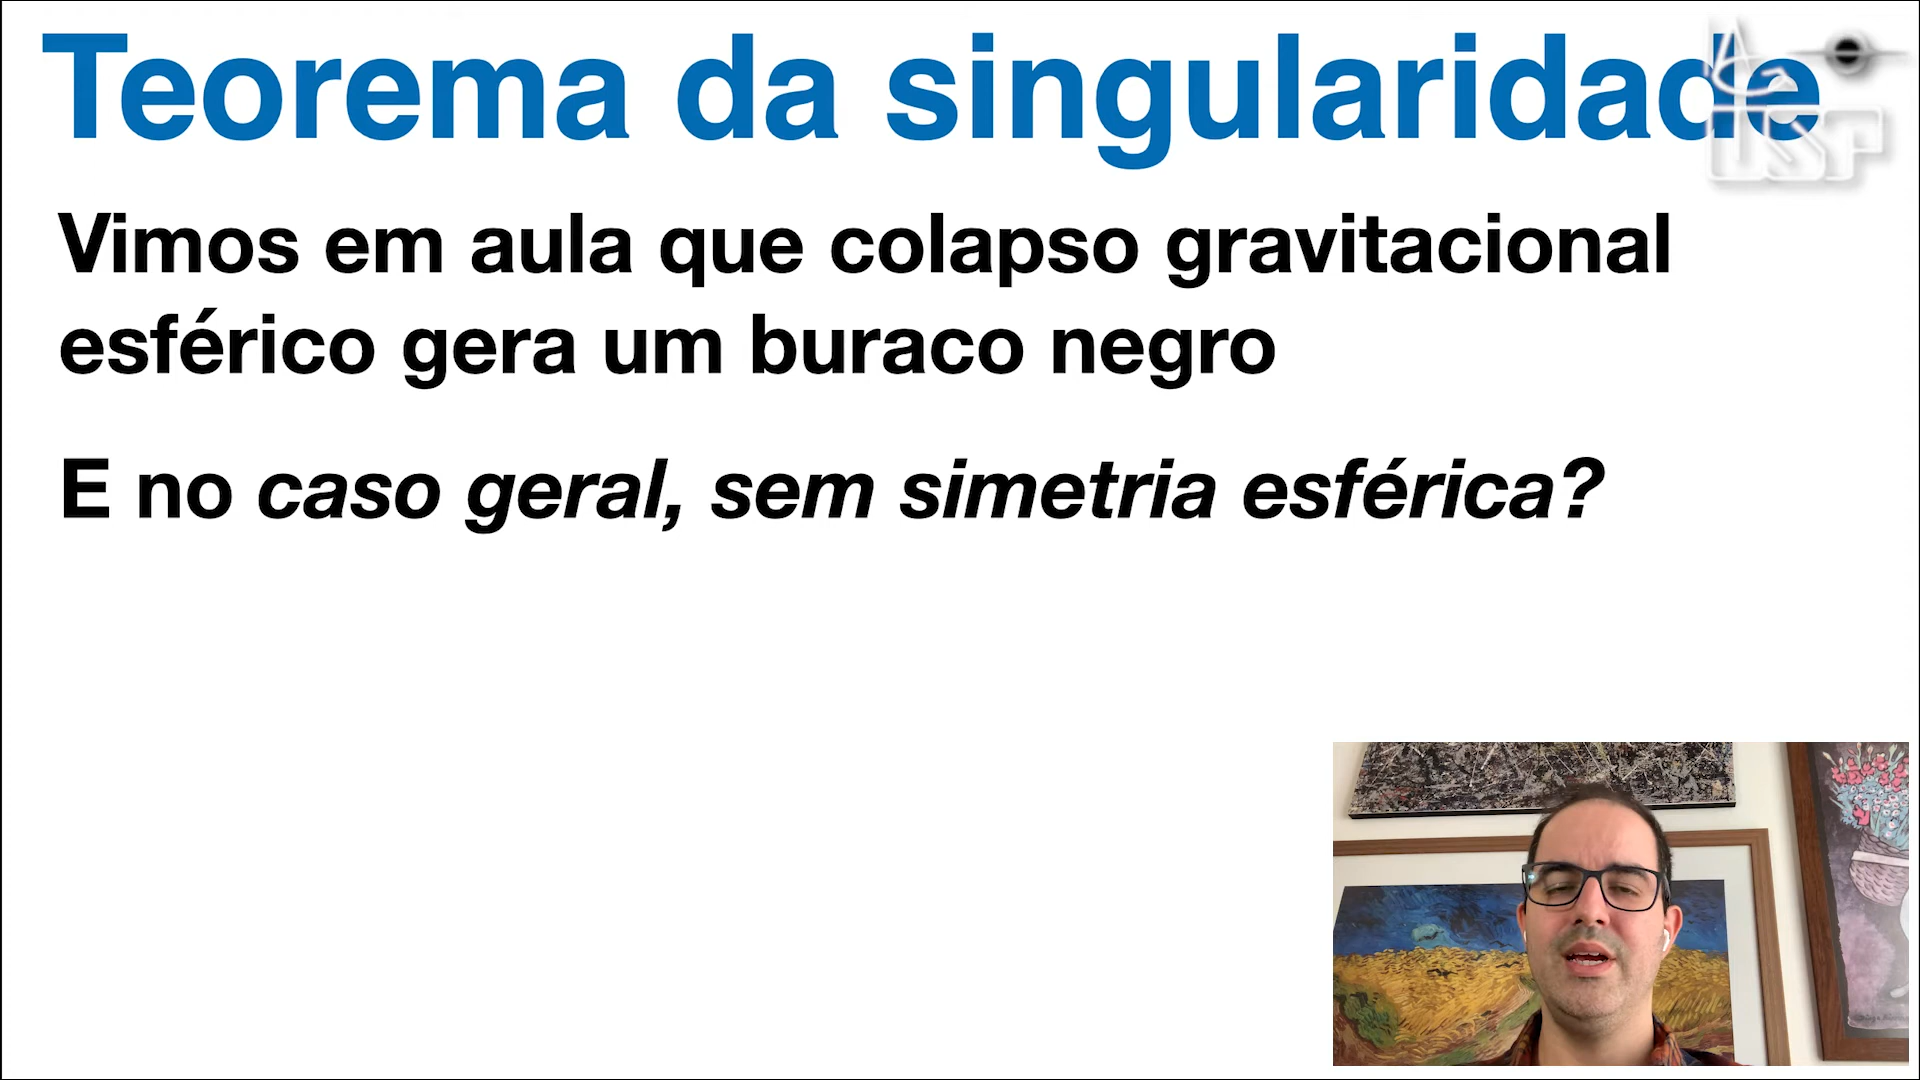 Teorema da singularidade
USP
Vimos em aula que colapso gravitacional
esférico gera um buraco negro
E no caso geral, sem simetria esférica?